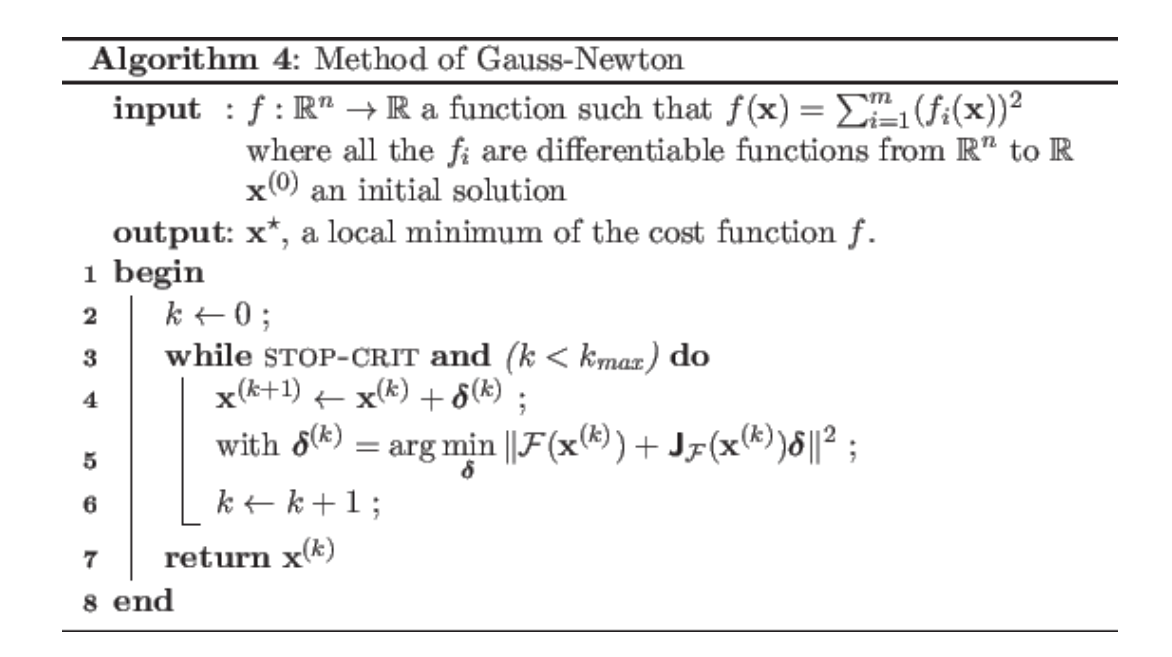 Algorithm 4: Method of Gauss-Newton
input : f : ℝⁿ → ℝ a function such that f(x) = ∑ᵢ₌₁ᵐ(fᵢ(x))²
where all the fᵢ are differentiable functions from ℝⁿ to ℝ
x⁽⁰⁾ an initial solution
output: x⋆, a local minimum of the cost function f.
1 begin
2 k ← 0 ;
3 while STOP-CRIT and (k < k_max) do
4 x⁽ᵏ⁺¹⁾ ← x⁽ᵏ⁾ + δ⁽ᵏ⁾ ;
5 with δ⁽ᵏ⁾ = arg min_δ ‖ℱ(x⁽ᵏ⁾) + J_ℱ(x⁽ᵏ⁾)δ‖² ;
6 k ← k + 1 ;
7 return x⁽ᵏ⁾
8 end